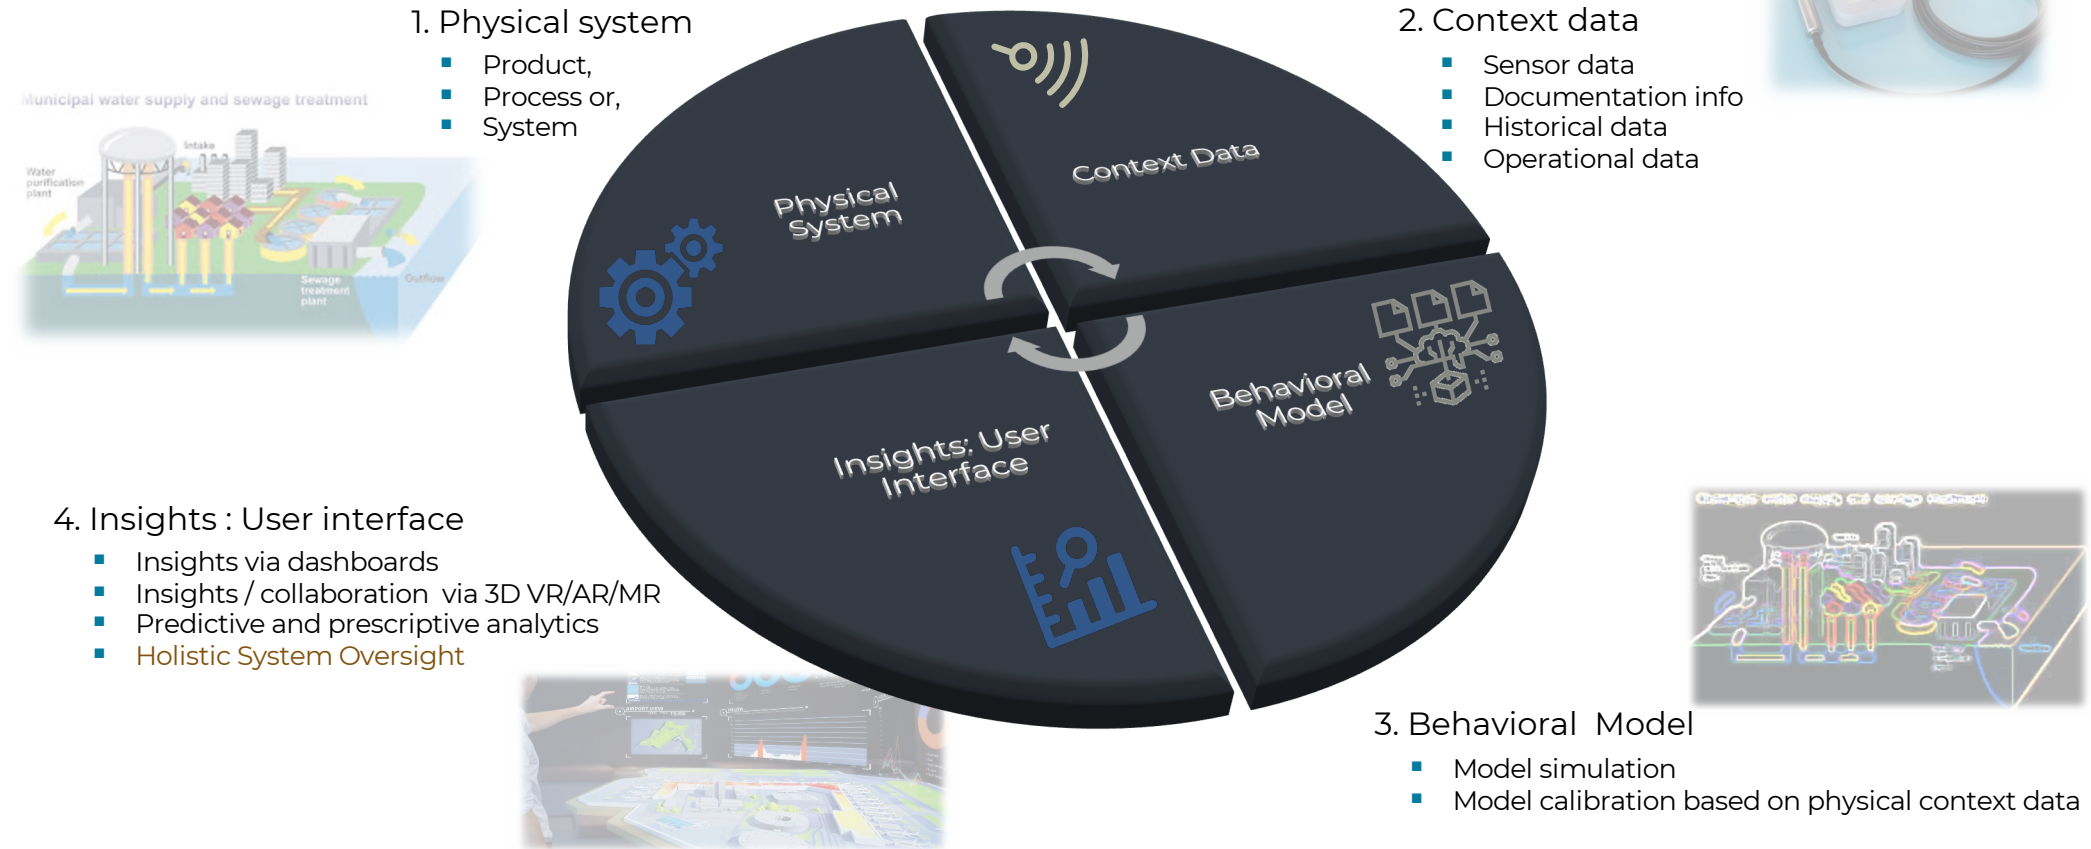 1. Physical system
Product,
Process or,
System
2. Context data
Sensor data
Documentation info
Historical data
Operational data
Municipal water supply and sewage treatment
Intake
Water
purification
plant
Sewage
treatment
plant
Outflow
Physical
System
Context Data
Behavioral
Model
Insights: User
Interface
4. Insights : User interface
Insights via dashboards
Insights / collaboration via 3D VR/AR/MR
Predictive and prescriptive analytics
Holistic System Oversight
3. Behavioral Model
Model simulation
Model calibration based on physical context data